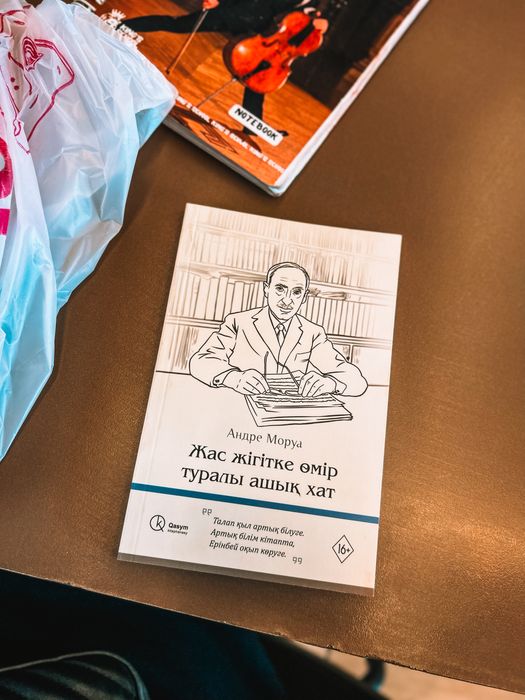 NOTEBOOK
Андре Моруа
Жас жігітке өмір
туралы ашық хат
Qasym
kitaphanasy
Талап қыл артық білуге.
Артық білім кітапта,
Ерінбей оқып көруге.
16+